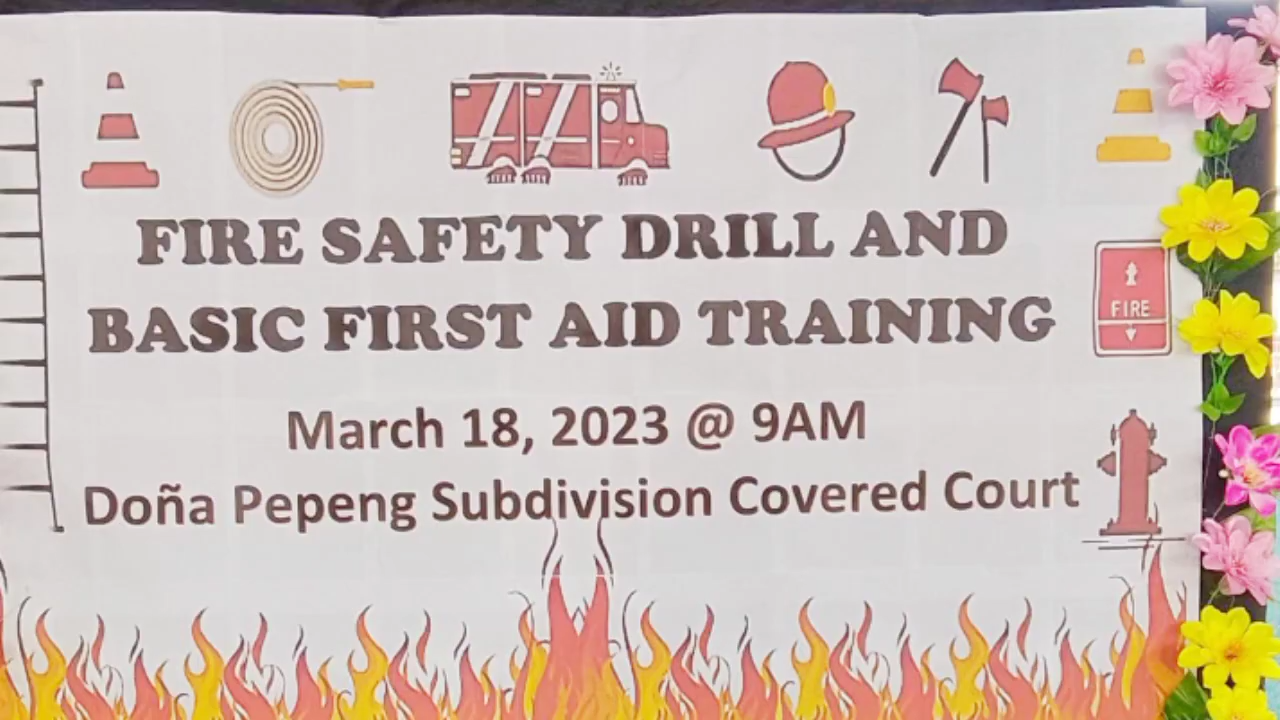 FIRE SAFETY DRILL AND
BASIC FIRST AID TRAINING
FIRE
March 18, 2023 @ 9AM
Doña Pepeng Subdivision Covered Court